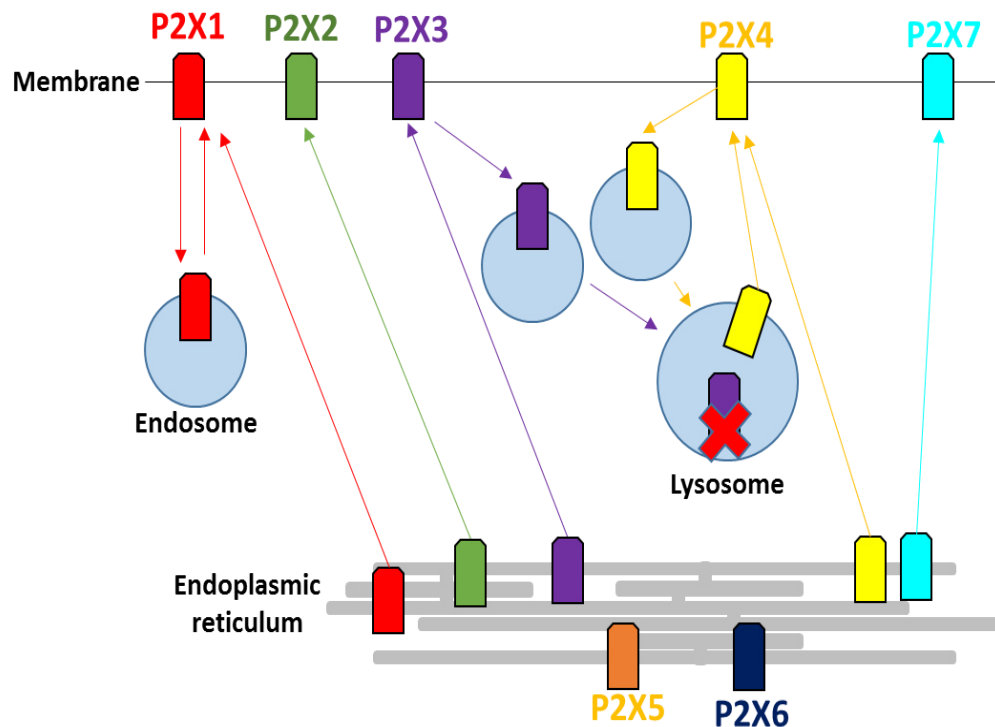 P2X1 P2X2 P2X3 P2X4 P2X7
Membrane
Endosome
Lysosome
Endoplasmic
reticulum
P2X5 P2X6